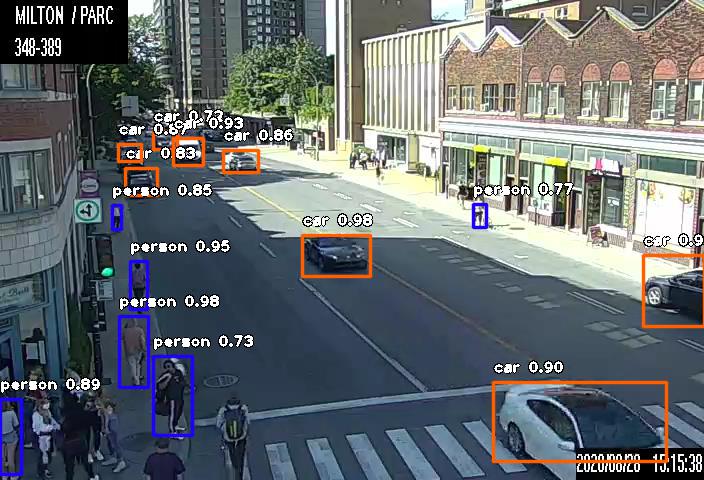 MILTON / PARC
348-389
car 0.93
car 0.86
car 0.83
person 0.85
person 0.77
car 0.98
person 0.95
car 0.9
person 0.98
person 0.73
car 0.90
person 0.89
2020/08/28 15:15:38